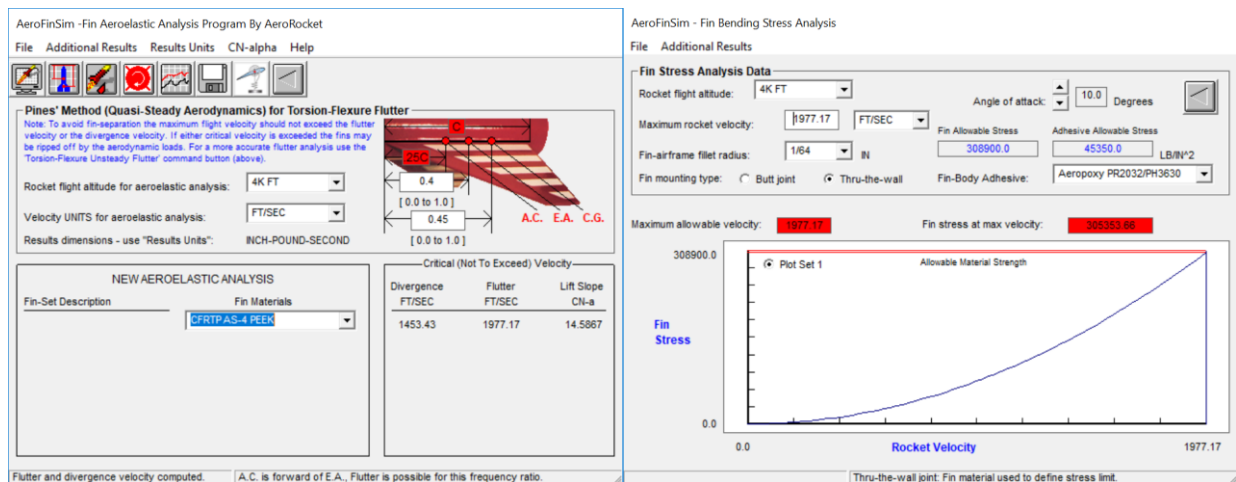 AeroFinSim -Fin Aeroelastic Analysis Program By AeroRocket
File Additional Results Results Units CN-alpha Help
Pines' Method (Quasi-Steady Aerodynamics) for Torsion-Flexure Flutter
Note: To avoid fin-separation the maximum flight velocity should not exceed the flutter
velocity or the divergence velocity. If either critical velocity is exceeded the fins may
be ripped off by the aerodynamic loads. For a more accurate flutter analysis use the
'Torsion-Flexure Unsteady Flutter' command button (above).
Rocket flight altitude for aeroelastic analysis: 4K FT
Velocity UNITS for aeroelastic analysis: FT/SEC
Results dimensions - use "Results Units": INCH-POUND-SECOND
C
.25C
0.4
[ 0.0 to 1.0 ]
0.45
[ 0.0 to 1.0 ]
A.C. E.A. C.G.
NEW AEROELASTIC ANALYSIS
Fin-Set Description Fin Materials
CFRTP AS-4 PEEK
Critical (Not To Exceed) Velocity
Divergence Flutter Lift Slope
FT/SEC FT/SEC CN-a
1453.43 1977.17 14.5867
Flutter and divergence velocity computed. A.C. is forward of E.A., Flutter is possible for this frequency ratio.
AeroFinSim - Fin Bending Stress Analysis
File Additional Results
Fin Stress Analysis Data
Rocket flight altitude: 4K FT
Angle of attack: 10.0 Degrees
Maximum rocket velocity: 1977.17 FT/SEC
Fin Allowable Stress Adhesive Allowable Stress
308900.0 45350.0 LB/IN^2
Fin-airframe fillet radius: 1/64 IN
Fin mounting type: Butt joint Thru-the-wall Fin-Body Adhesive: Aeropoxy PR2032/PH3630
Maximum allowable velocity: 1977.17 Fin stress at max velocity: 305353.66
308900.0
Plot Set 1 Allowable Material Strength
Fin
Stress
0.0
0.0 Rocket Velocity 1977.17
Thru-the-wall joint: Fin material used to define stress limit.